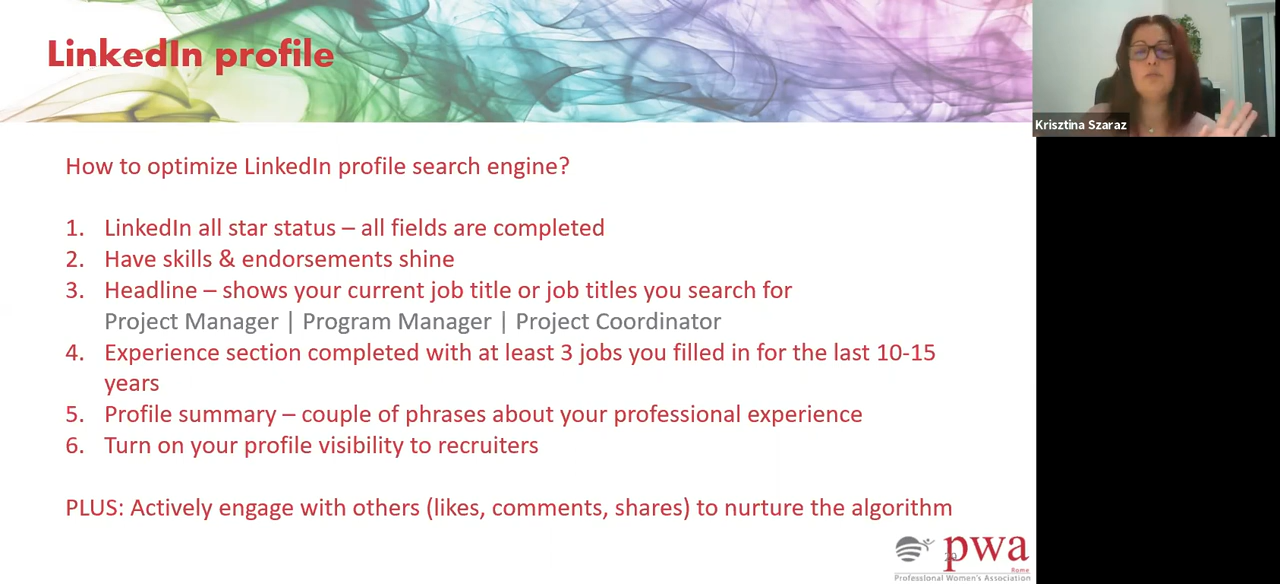 LinkedIn profile
Krisztina Szaraz
How to optimize LinkedIn profile search engine?
1. LinkedIn all star status – all fields are completed
2. Have skills & endorsements shine
3. Headline – shows your current job title or job titles you search for
Project Manager | Program Manager | Project Coordinator
4. Experience section completed with at least 3 jobs you filled in for the last 10-15
years
5. Profile summary – couple of phrases about your professional experience
6. Turn on your profile visibility to recruiters
PLUS: Actively engage with others (likes, comments, shares) to nurture the algorithm
pwa
Rome
Professional Women's Association